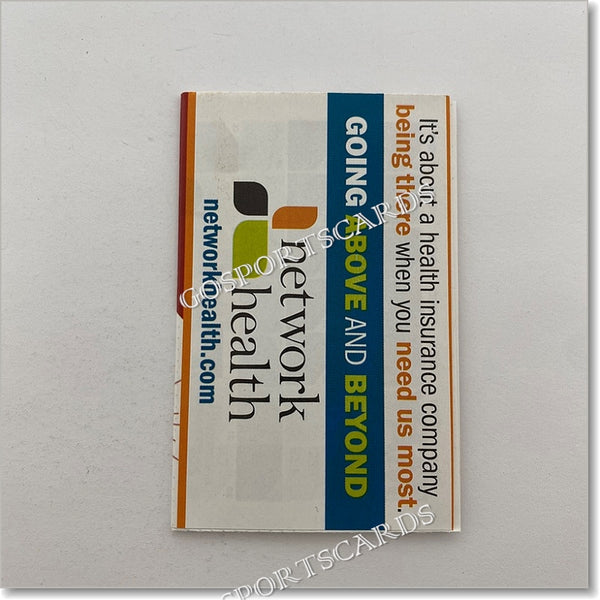 It's about a health insurance company
being there when you need us most.
GOING ABOVE AND BEYOND
network
health
networkhealth.com
GOSPORTSCARDS
GOSPORTSCARDS